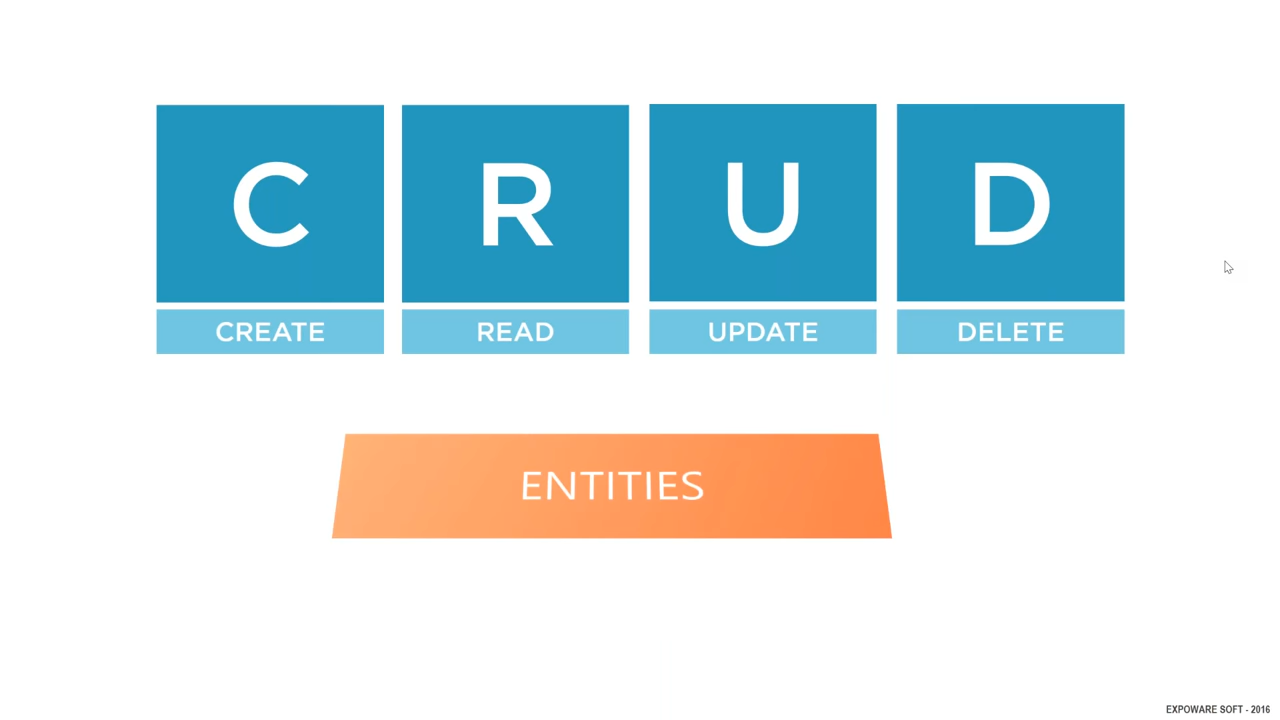 C R U D
CREATE READ UPDATE DELETE
ENTITIES
EXPOWARE SOFT - 2016